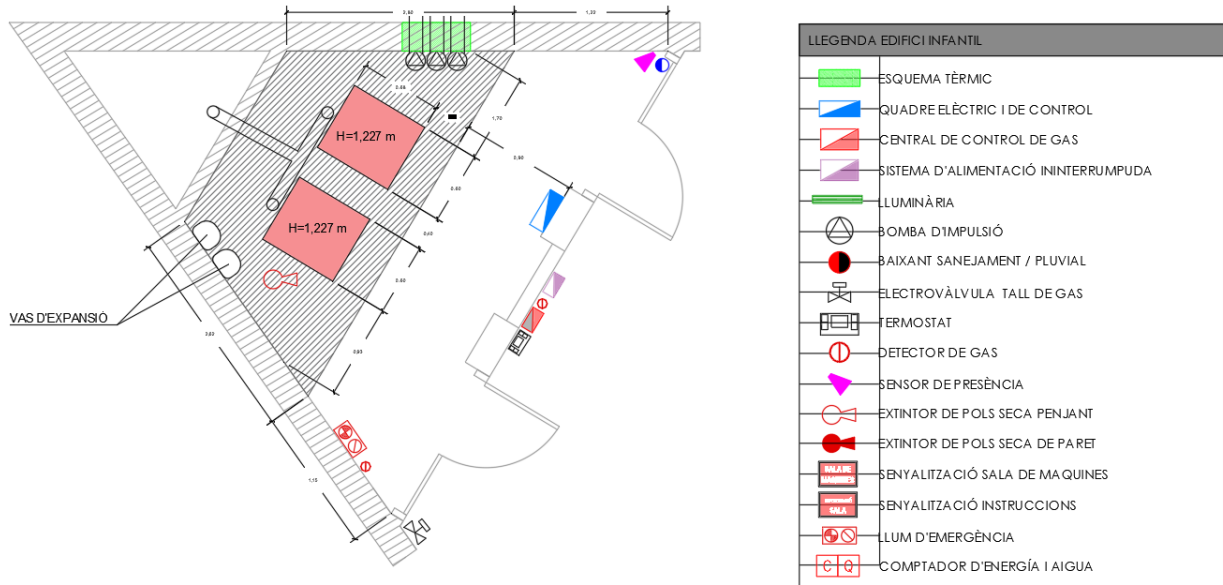 2,60
1,20
LLEGENDA EDIFICI INFANTIL
ESQUEMA TÈRMIC
QUADRE ELÈCTRIC I DE CONTROL
CENTRAL DE CONTROL DE GAS
SISTEMA D'ALIMENTACIÓ ININTERRUMPUDA
LLUMINÀRIA
BOMBA D'IMPULSIÓ
BAIXANT SANEJAMENT / PLUVIAL
ELECTROVÀLVULA TALL DE GAS
TERMOSTAT
DETECTOR DE GAS
SENSOR DE PRESÈNCIA
EXTINTOR DE POLS SECA PENJANT
EXTINTOR DE POLS SECA DE PARET
SENYALITZACIÓ SALA DE MAQUINES
SENYALITZACIÓ INSTRUCCIONS
SALA
LLUM D'EMERGÈNCIA
C Q
COMPTADOR D'ENERGÍA I AIGUA
H=1,227 m
1,70
H=1,227 m
VAS D'EXPANSIÓ
1,15